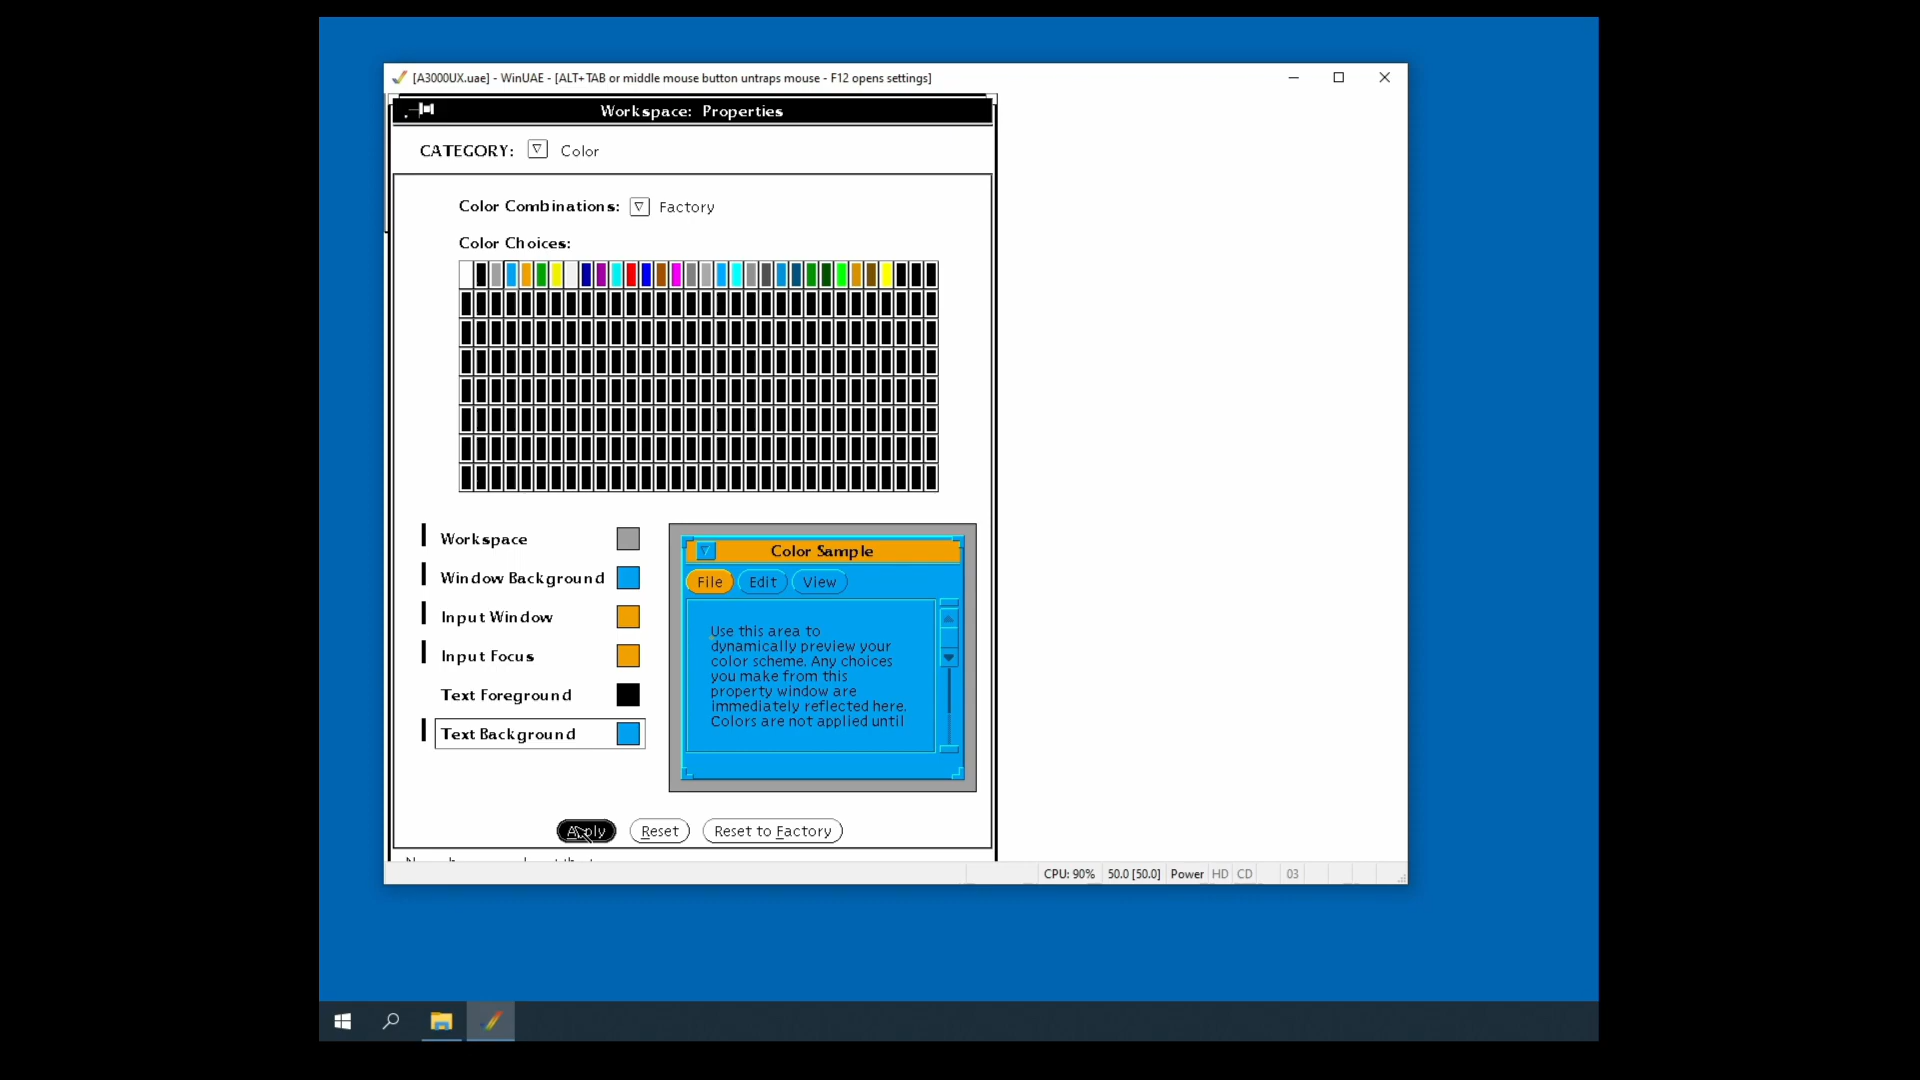 [A3000UX.uae] - WinUAE - [ALT+TAB or middle mouse button untraps mouse - F12 opens settings]
Workspace: Properties
CATEGORY: Color
Color Combinations: Factory
Color Choices:
Workspace
Window Background
Input Window
Input Focus
Text Foreground
Text Background
Color Sample
File Edit View
Use this area to
dynamically preview your
color scheme. Any choices
you make from this
property window are
immediately reflected here.
Colors are not applied until
Apply Reset Reset to Factory
CPU: 90% 50.0 [50.0] Power HD CD 03